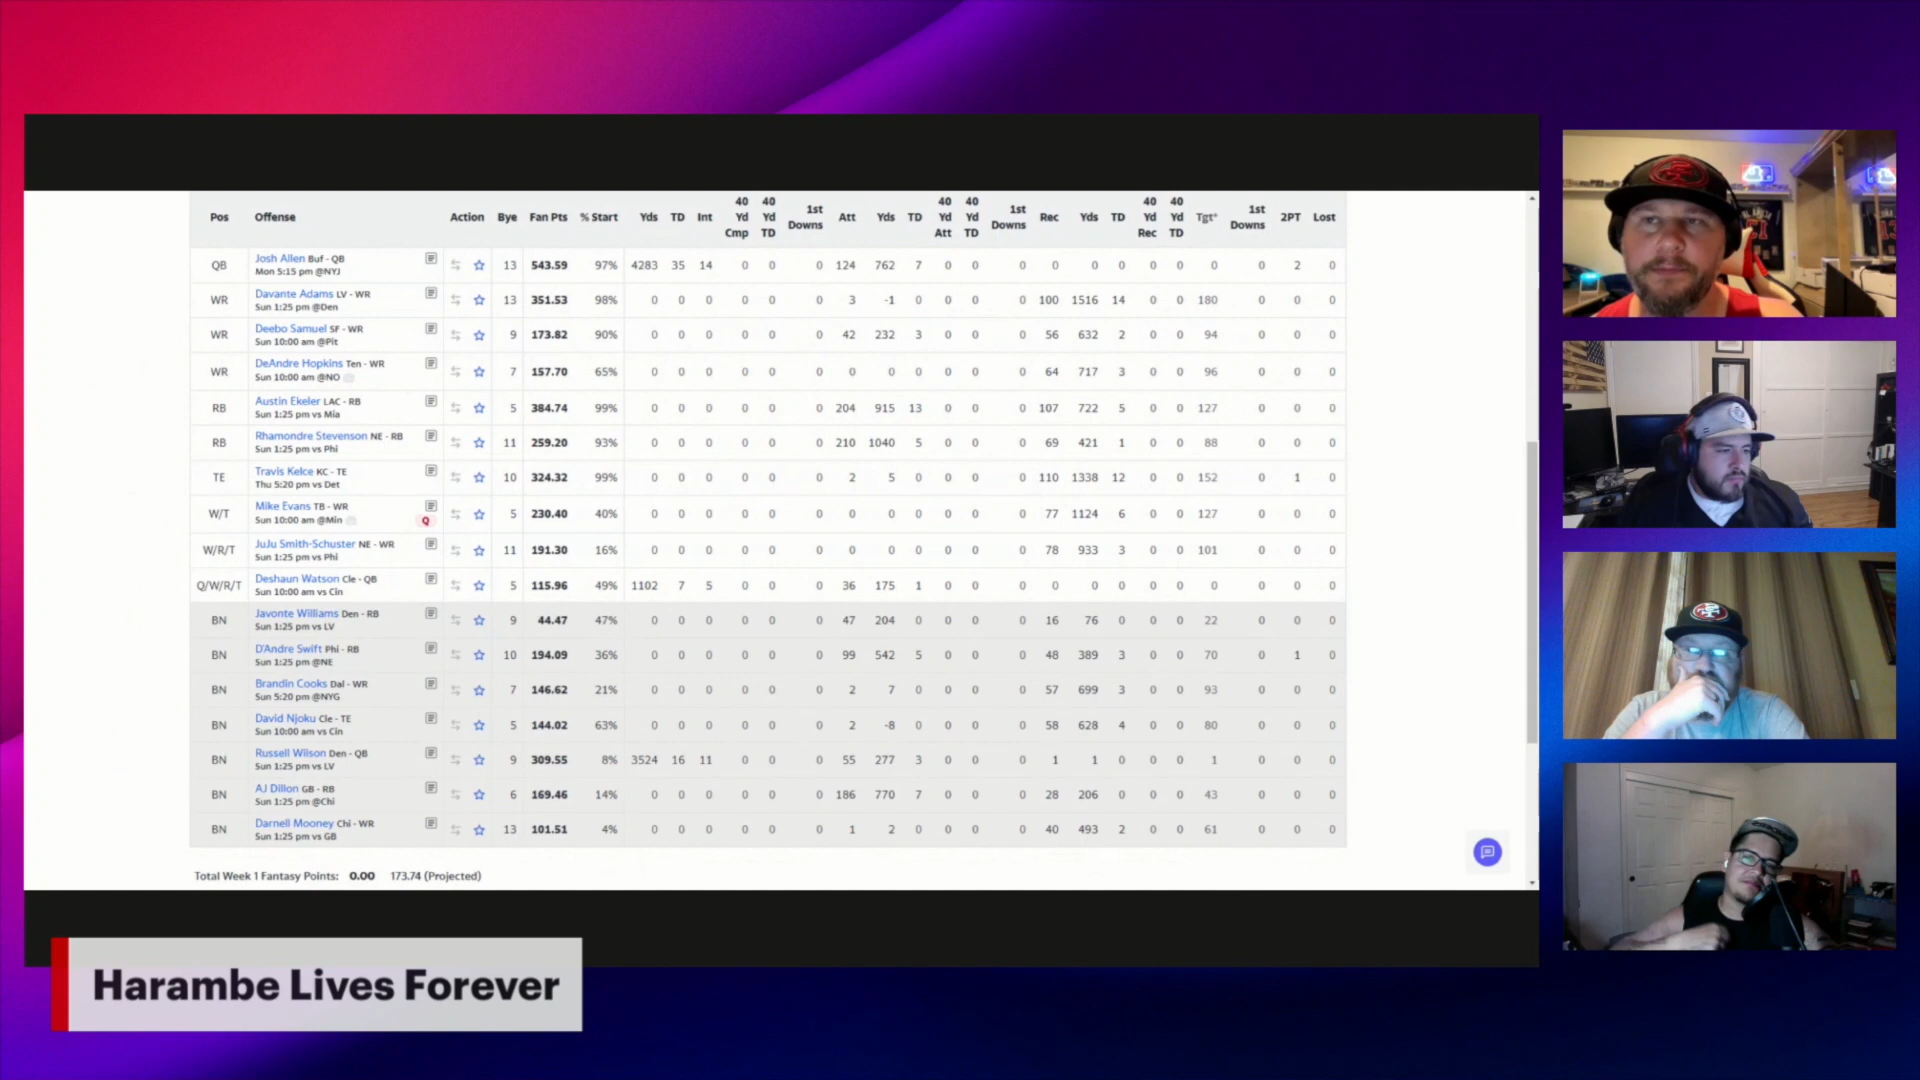 Pos Offense Action Bye Fan Pts % Start Yds TD Int 40 Yd Cmp 40 Yd TD 1st Downs Att Yds TD 40 Yd Att 40 Yd TD 1st Downs Rec Yds TD 40 Yd Rec 40 Yd TD Tgt* 1st Downs 2PT Lost
QB Josh Allen Buf - QB 13 543.59 97% 4283 35 14 0 0 0 124 762 7 0 0 0 0 0 0 0 0 0 0 2 0
Mon 5:15 pm @NYJ
WR Davante Adams LV - WR 13 351.53 98% 0 0 0 0 0 0 3 -1 0 0 0 0 100 1516 14 0 0 180 0 0 0
Sun 1:25 pm @Den
WR Deebo Samuel SF - WR 9 173.82 90% 0 0 0 0 0 0 42 232 3 0 0 0 56 632 2 0 0 94 0 0 0
Sun 10:00 am @Pit
WR DeAndre Hopkins Ten - WR 7 157.70 65% 0 0 0 0 0 0 0 0 0 0 0 0 64 717 3 0 0 96 0 0 0
Sun 10:00 am @NO
RB Austin Ekeler LAC - RB 5 384.74 99% 0 0 0 0 0 0 204 915 13 0 0 0 107 722 5 0 0 127 0 0 0
Sun 1:25 pm vs Mia
RB Rhamondre Stevenson NE - RB 11 259.20 93% 0 0 0 0 0 0 210 1040 5 0 0 0 69 421 1 0 0 88 0 0 0
Sun 1:25 pm vs Phi
TE Travis Kelce KC - TE 10 324.32 99% 0 0 0 0 0 0 2 5 0 0 0 0 110 1338 12 0 0 152 0 1 0
Thu 5:20 pm vs Det
W/T Mike Evans TB - WR 5 230.40 40% 0 0 0 0 0 0 0 0 0 0 0 0 77 1124 6 0 0 127 0 0 0
Sun 10:00 am @Min Q
W/R/T JuJu Smith-Schuster NE - WR 11 191.30 16% 0 0 0 0 0 0 0 0 0 0 0 0 78 933 3 0 0 101 0 0 0
Sun 1:25 pm vs Phi
Q/W/R/T Deshaun Watson Cle - QB 5 115.96 49% 1102 7 5 0 0 0 36 175 1 0 0 0 0 0 0 0 0 0 0 0 0
Sun 10:00 am vs Cin
BN Javonte Williams Den - RB 9 44.47 47% 0 0 0 0 0 0 47 204 0 0 0 0 16 76 0 0 0 22 0 0 0
Sun 1:25 pm vs LV
BN D'Andre Swift Phi - RB 10 194.09 36% 0 0 0 0 0 0 99 542 5 0 0 0 48 389 3 0 0 70 0 1 0
Sun 1:25 pm @NE
BN Brandin Cooks Dal - WR 7 146.62 21% 0 0 0 0 0 0 2 7 0 0 0 0 57 699 3 0 0 93 0 0 0
Sun 5:20 pm @NYG
BN David Njoku Cle - TE 5 144.02 63% 0 0 0 0 0 0 2 -8 0 0 0 0 58 628 4 0 0 80 0 0 0
Sun 10:00 am vs Cin
BN Russell Wilson Den - QB 9 309.55 8% 3524 16 11 0 0 0 55 277 3 0 0 0 1 1 0 0 0 1 0 0 0
Sun 1:25 pm vs LV
BN AJ Dillon GB - RB 6 169.46 14% 0 0 0 0 0 0 186 770 7 0 0 0 28 206 0 0 0 43 0 0 0
Sun 1:25 pm @Chi
BN Darnell Mooney Chi - WR 13 101.51 4% 0 0 0 0 0 0 1 2 0 0 0 0 40 493 2 0 0 61 0 0 0
Sun 1:25 pm vs GB
Total Week 1 Fantasy Points: 0.00 173.74 (Projected)
Harambe Lives Forever